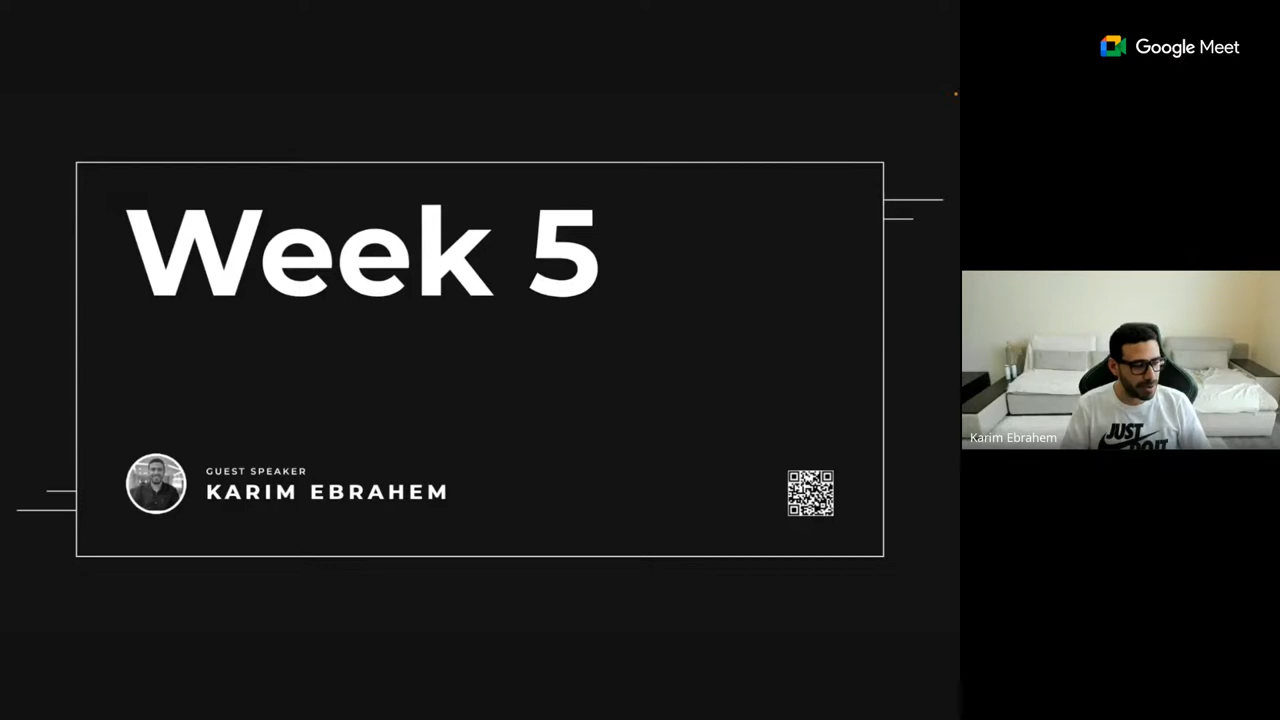 Google Meet
Week 5
GUEST SPEAKER
KARIM EBRAHEM
Karim Ebrahem
JUST
DO IT